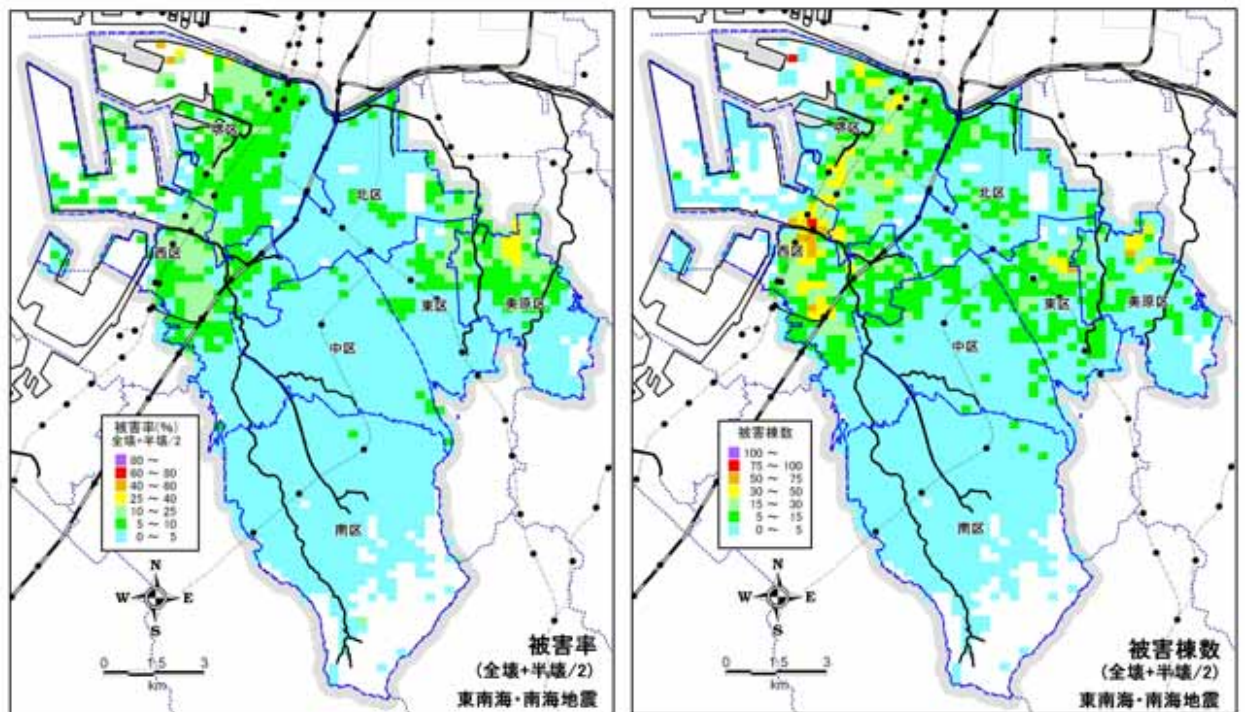 堺区
北区
西区
東区
美原区
中区
南区
被害率(%)
全壊+半壊/2
80 ~
60 ~ 80
40 ~ 60
25 ~ 40
10 ~ 25
5 ~ 10
0 ~ 5
N
W E
S
0 1.5 3
km
被害率
(全壊+半壊/2)
東南海・南海地震
堺区
北区
西区
東区
美原区
中区
南区
被害棟数
100 ~
75 ~ 100
50 ~ 75
30 ~ 50
15 ~ 30
5 ~ 15
0 ~ 5
N
W E
S
0 1.5 3
km
被害棟数
(全壊+半壊/2)
東南海・南海地震